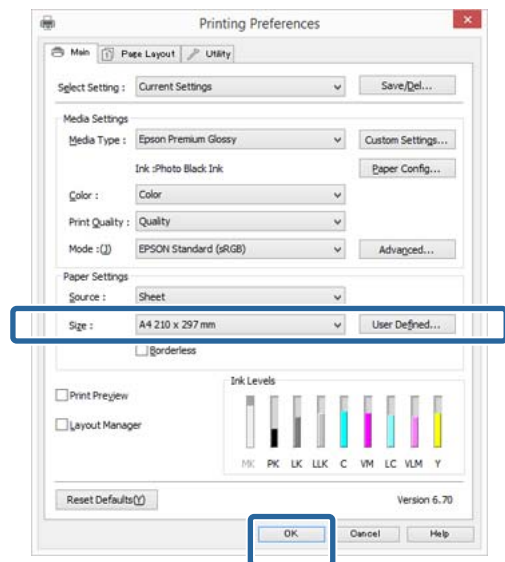 Printing Preferences
Main Page Layout Utility
Select Setting : Current Settings Save/Del...
Media Settings
Media Type : Epson Premium Glossy Custom Settings...
Ink :Photo Black Ink Paper Config...
Color : Color
Print Quality : Quality
Mode :(J) EPSON Standard (sRGB) Advanced...
Paper Settings
Source : Sheet
Size : A4 210 x 297 mm User Defined...
Borderless
Print Preview
Ink Levels
Layout Manager
MK PK LK LLK C VM LC VLM Y
Reset Defaults(Y) Version 6.70
OK Cancel Help